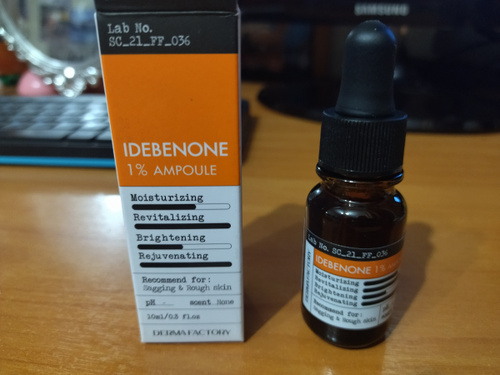 SAMSUNG
Lab No.
SC_21_FF_036
IDEBENONE
1% AMPOULE
Moisturizing
Revitalizing
Brightening
Rejuvenating
Recommend for:
Sagging & Rough skin
pH
scent None
10ml/0.3 fl.oz
DERMA FACTORY
Lab No. SC_21_FF_036
IDEBENONE 1%
Moisturizing
Revitalizing
Brightening
Rejuvenating
Recommend for:
Sagging & Rough skin